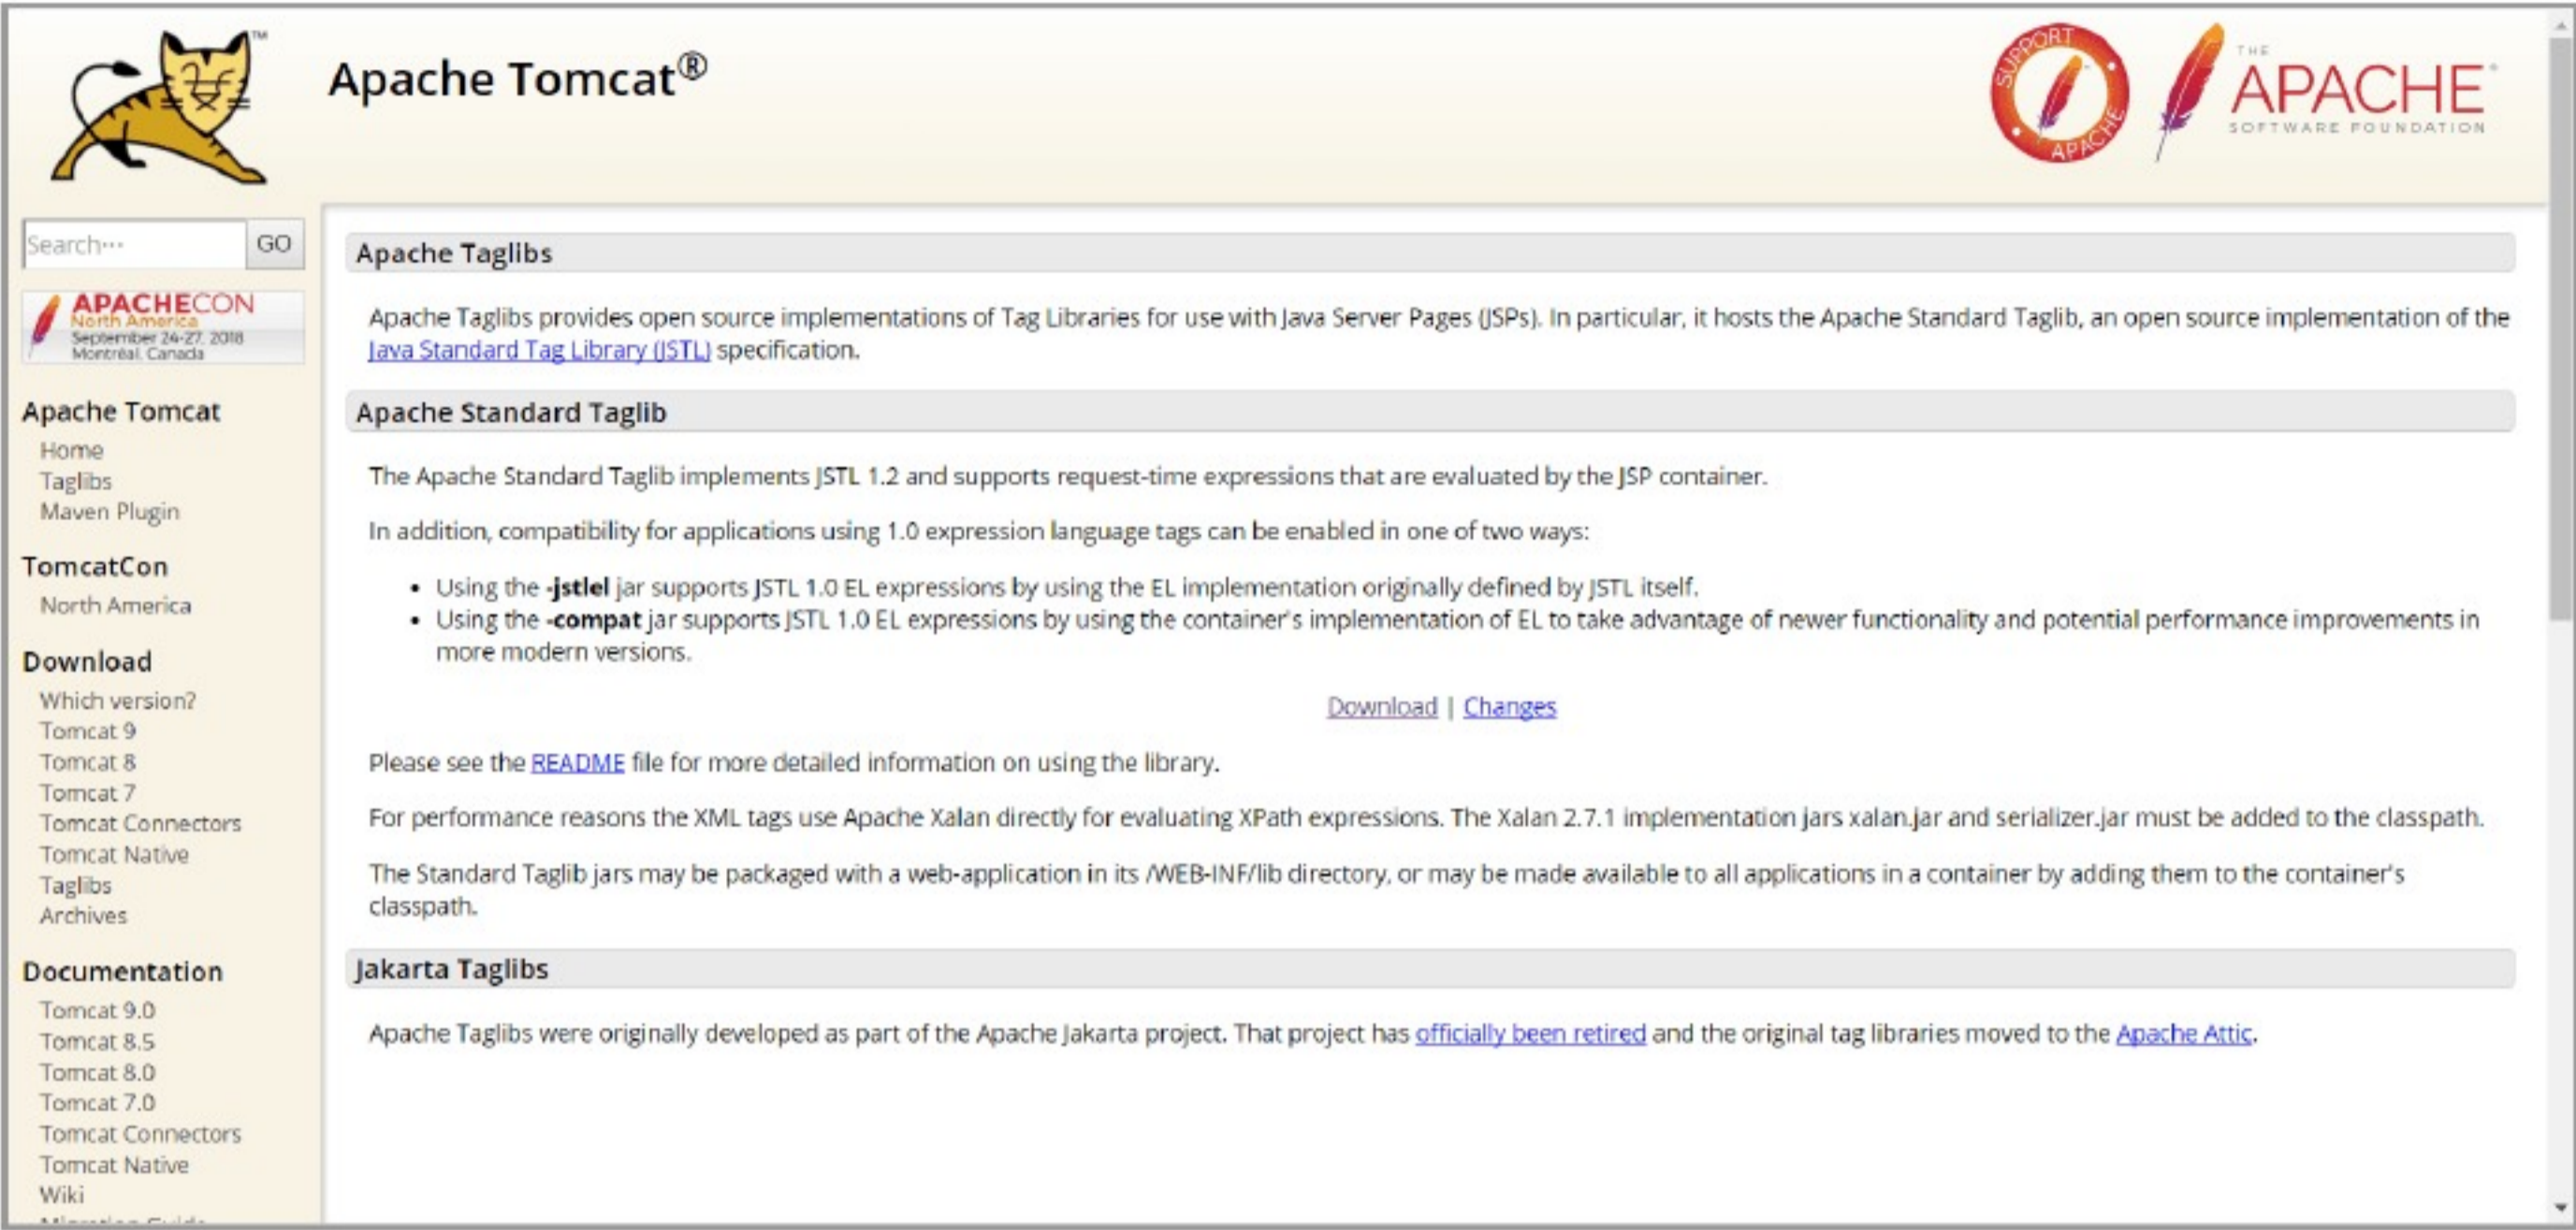 TM
Apache Tomcat®
SUPPORT
APACHE
THE
APACHE®
SOFTWARE FOUNDATION
Search···
GO
APACHECON
North America
September 24-27, 2018
Montréal, Canada
Apache Tomcat
Home
Taglibs
Maven Plugin
TomcatCon
North America
Download
Which version?
Tomcat 9
Tomcat 8
Tomcat 7
Tomcat Connectors
Tomcat Native
Taglibs
Archives
Documentation
Tomcat 9.0
Tomcat 8.5
Tomcat 8.0
Tomcat 7.0
Tomcat Connectors
Tomcat Native
Wiki
Migration Guide
Apache Taglibs
Apache Taglibs provides open source implementations of Tag Libraries for use with Java Server Pages (JSPs). In particular, it hosts the Apache Standard Taglib, an open source implementation of the
Java Standard Tag Library (JSTL) specification.
Apache Standard Taglib
The Apache Standard Taglib implements JSTL 1.2 and supports request-time expressions that are evaluated by the JSP container.
In addition, compatibility for applications using 1.0 expression language tags can be enabled in one of two ways:
• Using the -jstlel jar supports JSTL 1.0 EL expressions by using the EL implementation originally defined by JSTL itself.
• Using the -compat jar supports JSTL 1.0 EL expressions by using the container's implementation of EL to take advantage of newer functionality and potential performance improvements in
more modern versions.
Download | Changes
Please see the README file for more detailed information on using the library.
For performance reasons the XML tags use Apache Xalan directly for evaluating XPath expressions. The Xalan 2.7.1 implementation jars xalan.jar and serializer.jar must be added to the classpath.
The Standard Taglib jars may be packaged with a web-application in its /WEB-INF/lib directory, or may be made available to all applications in a container by adding them to the container's
classpath.
Jakarta Taglibs
Apache Taglibs were originally developed as part of the Apache Jakarta project. That project has officially been retired and the original tag libraries moved to the Apache Attic.